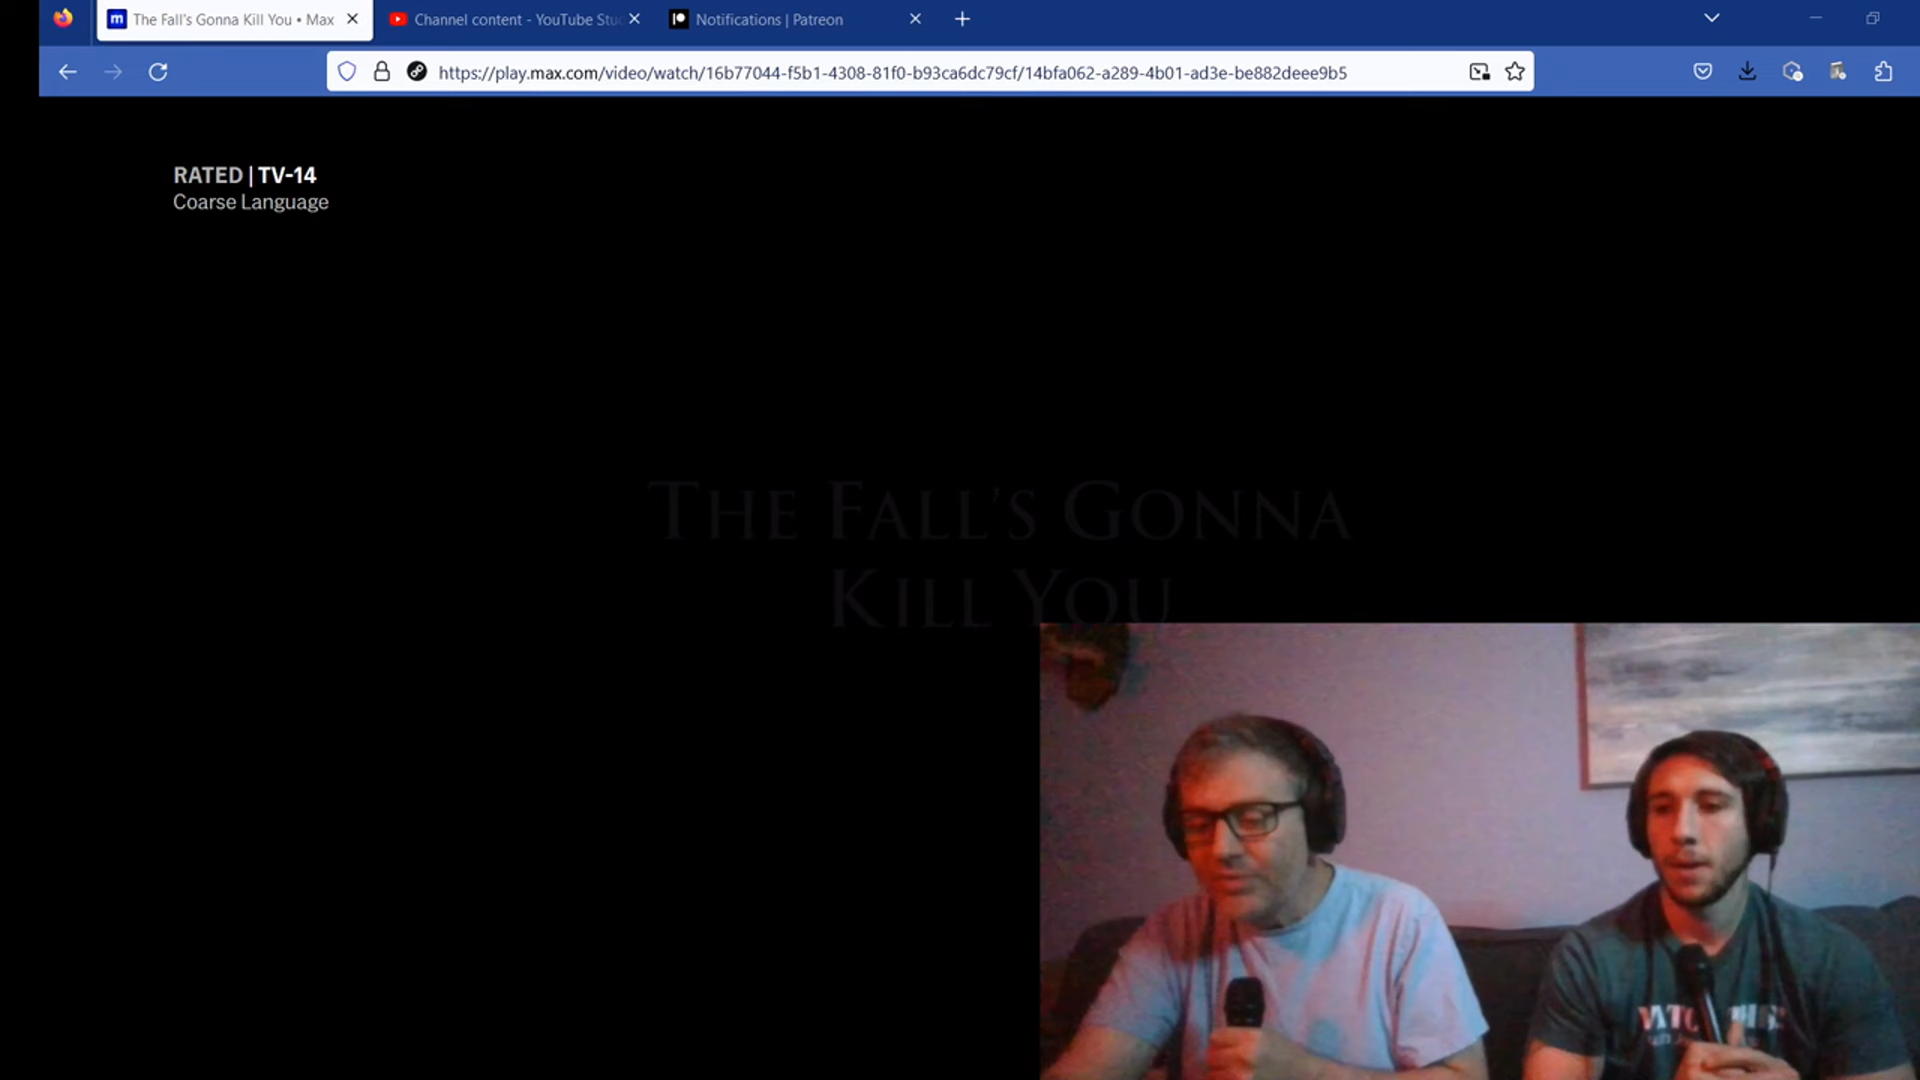 The Fall's Gonna Kill You • Max
Channel content - YouTube Stu
Notifications | Patreon
https://play.max.com/video/watch/16b77044-f5b1-4308-81f0-b93ca6dc79cf/14bfa062-a289-4b01-ad3e-be882deee9b5
RATED | TV-14
Coarse Language
THE FALL'S GONNA
KILL YOU